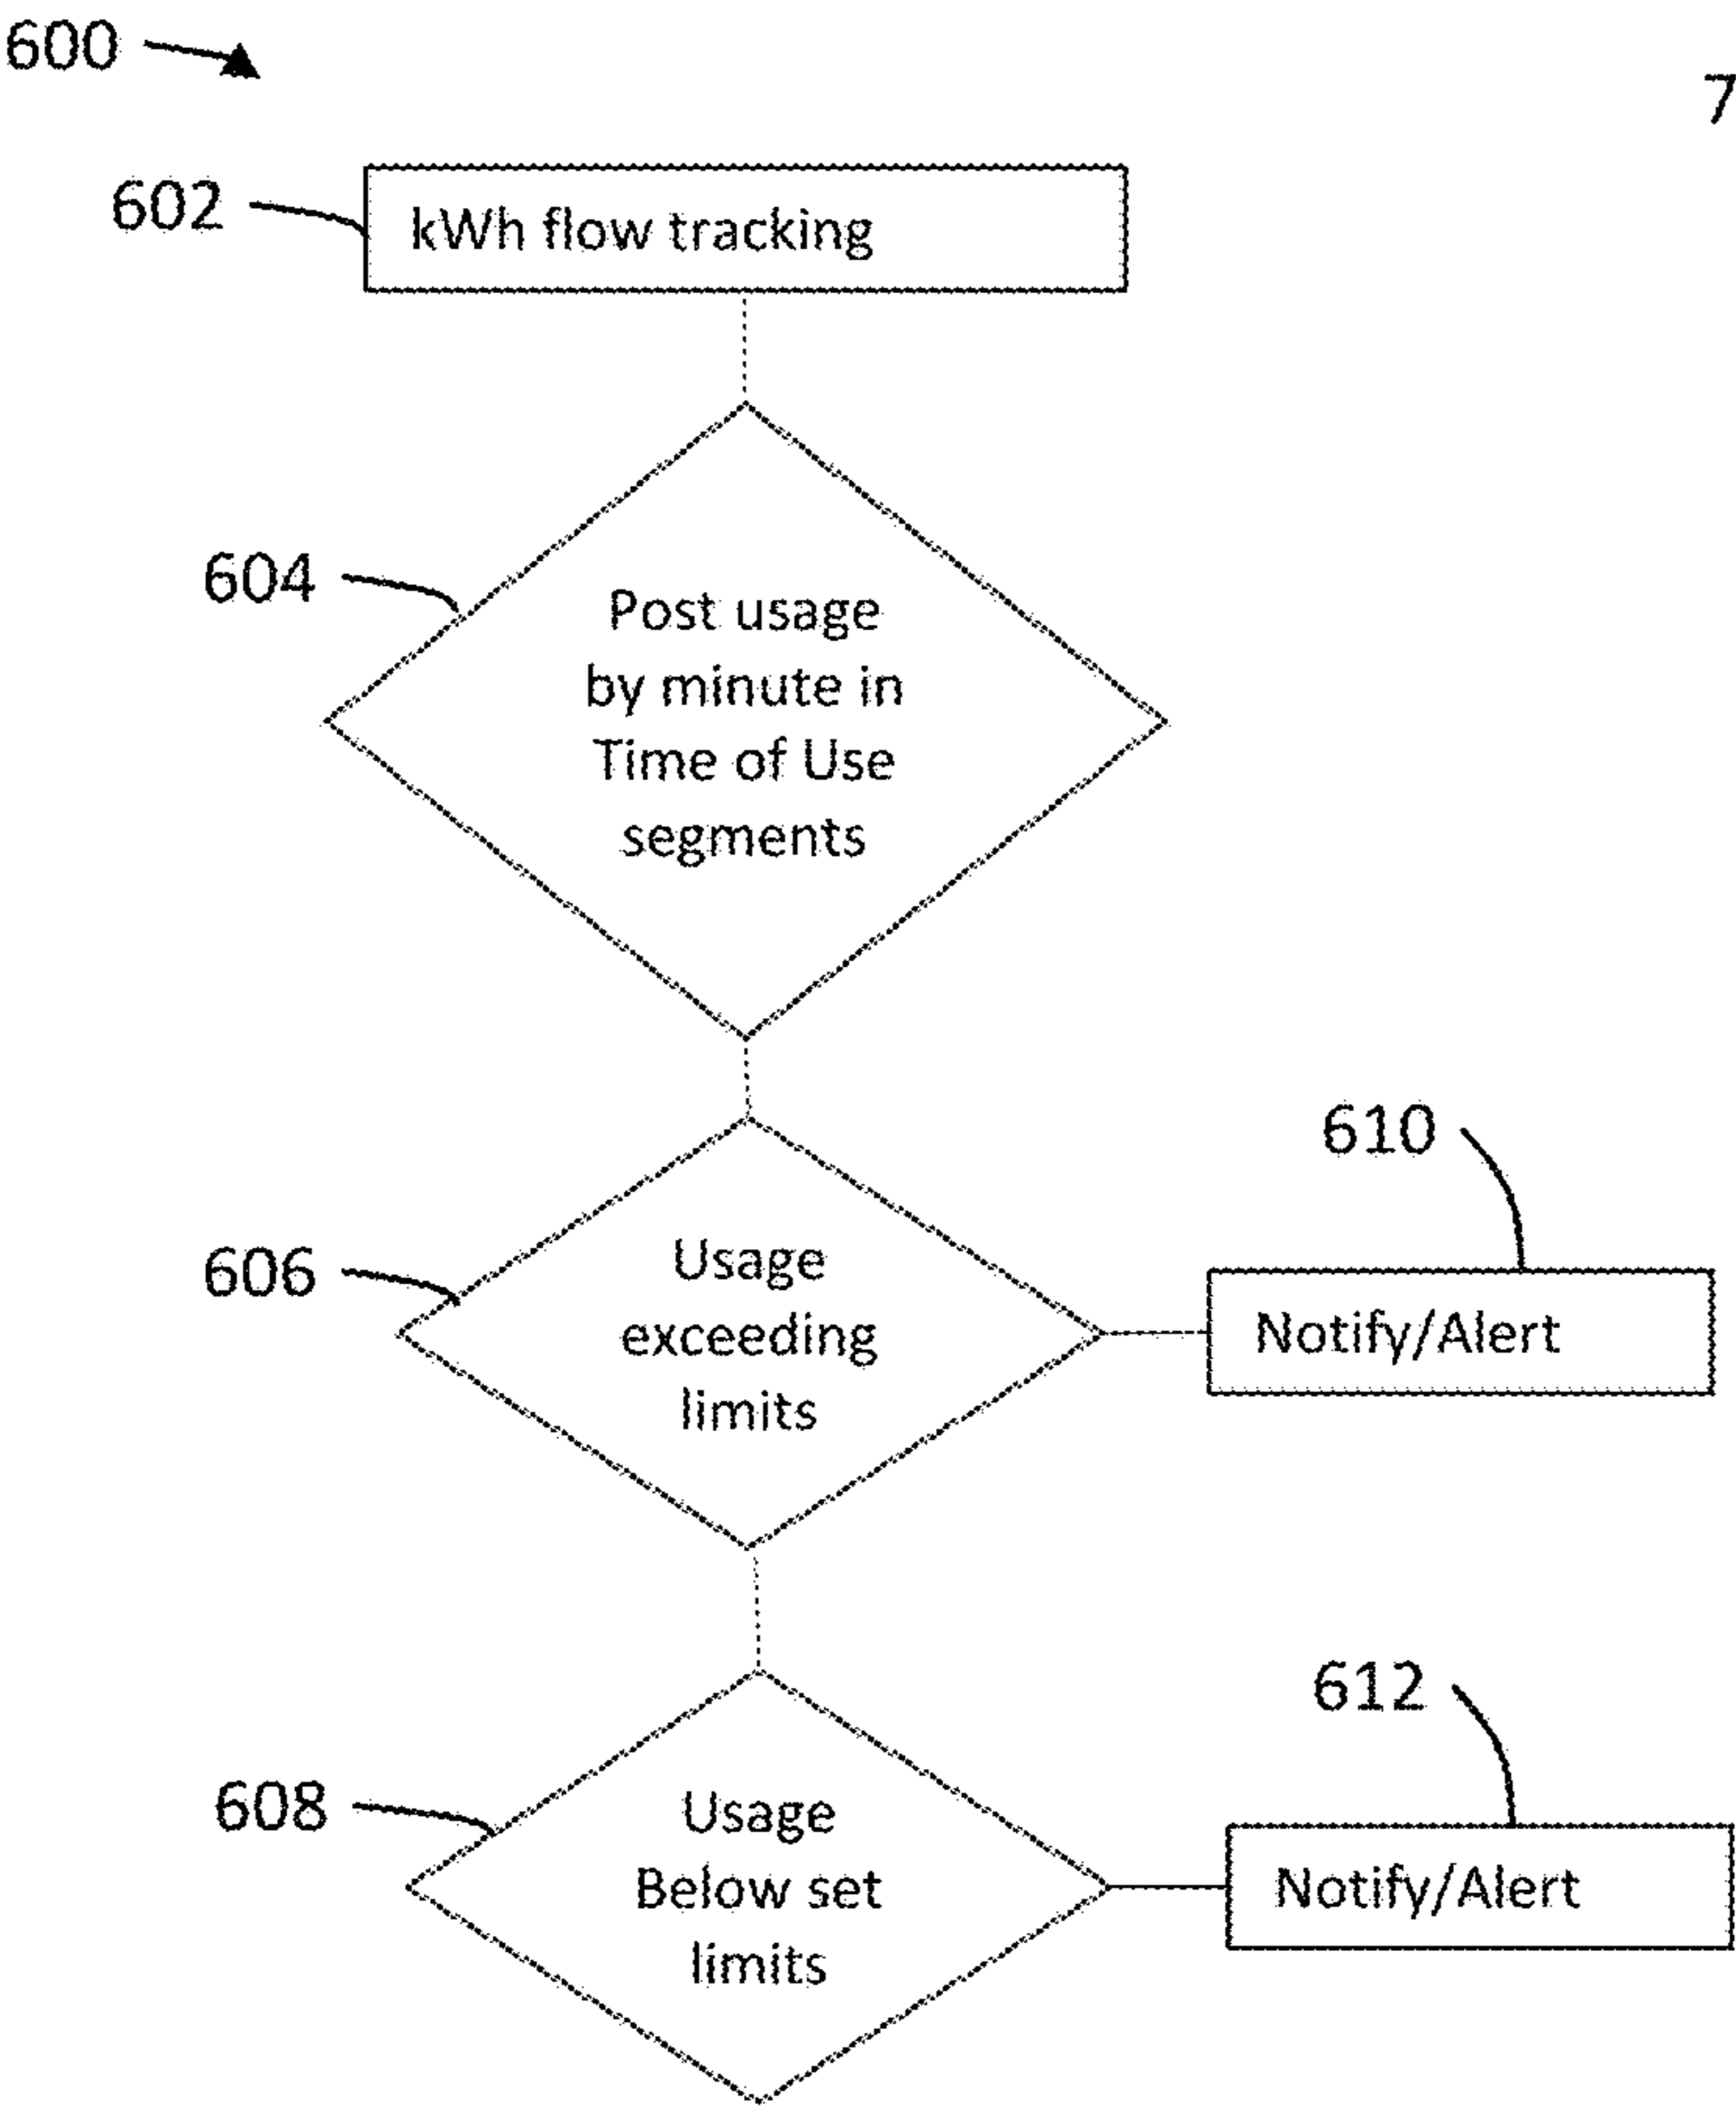 600
7
602
kWh flow tracking
604
Post usage
by minute in
Time of Use
segments
610
606
Usage
exceeding
limits
Notify/Alert
612
608
Usage
Below set
limits
Notify/Alert